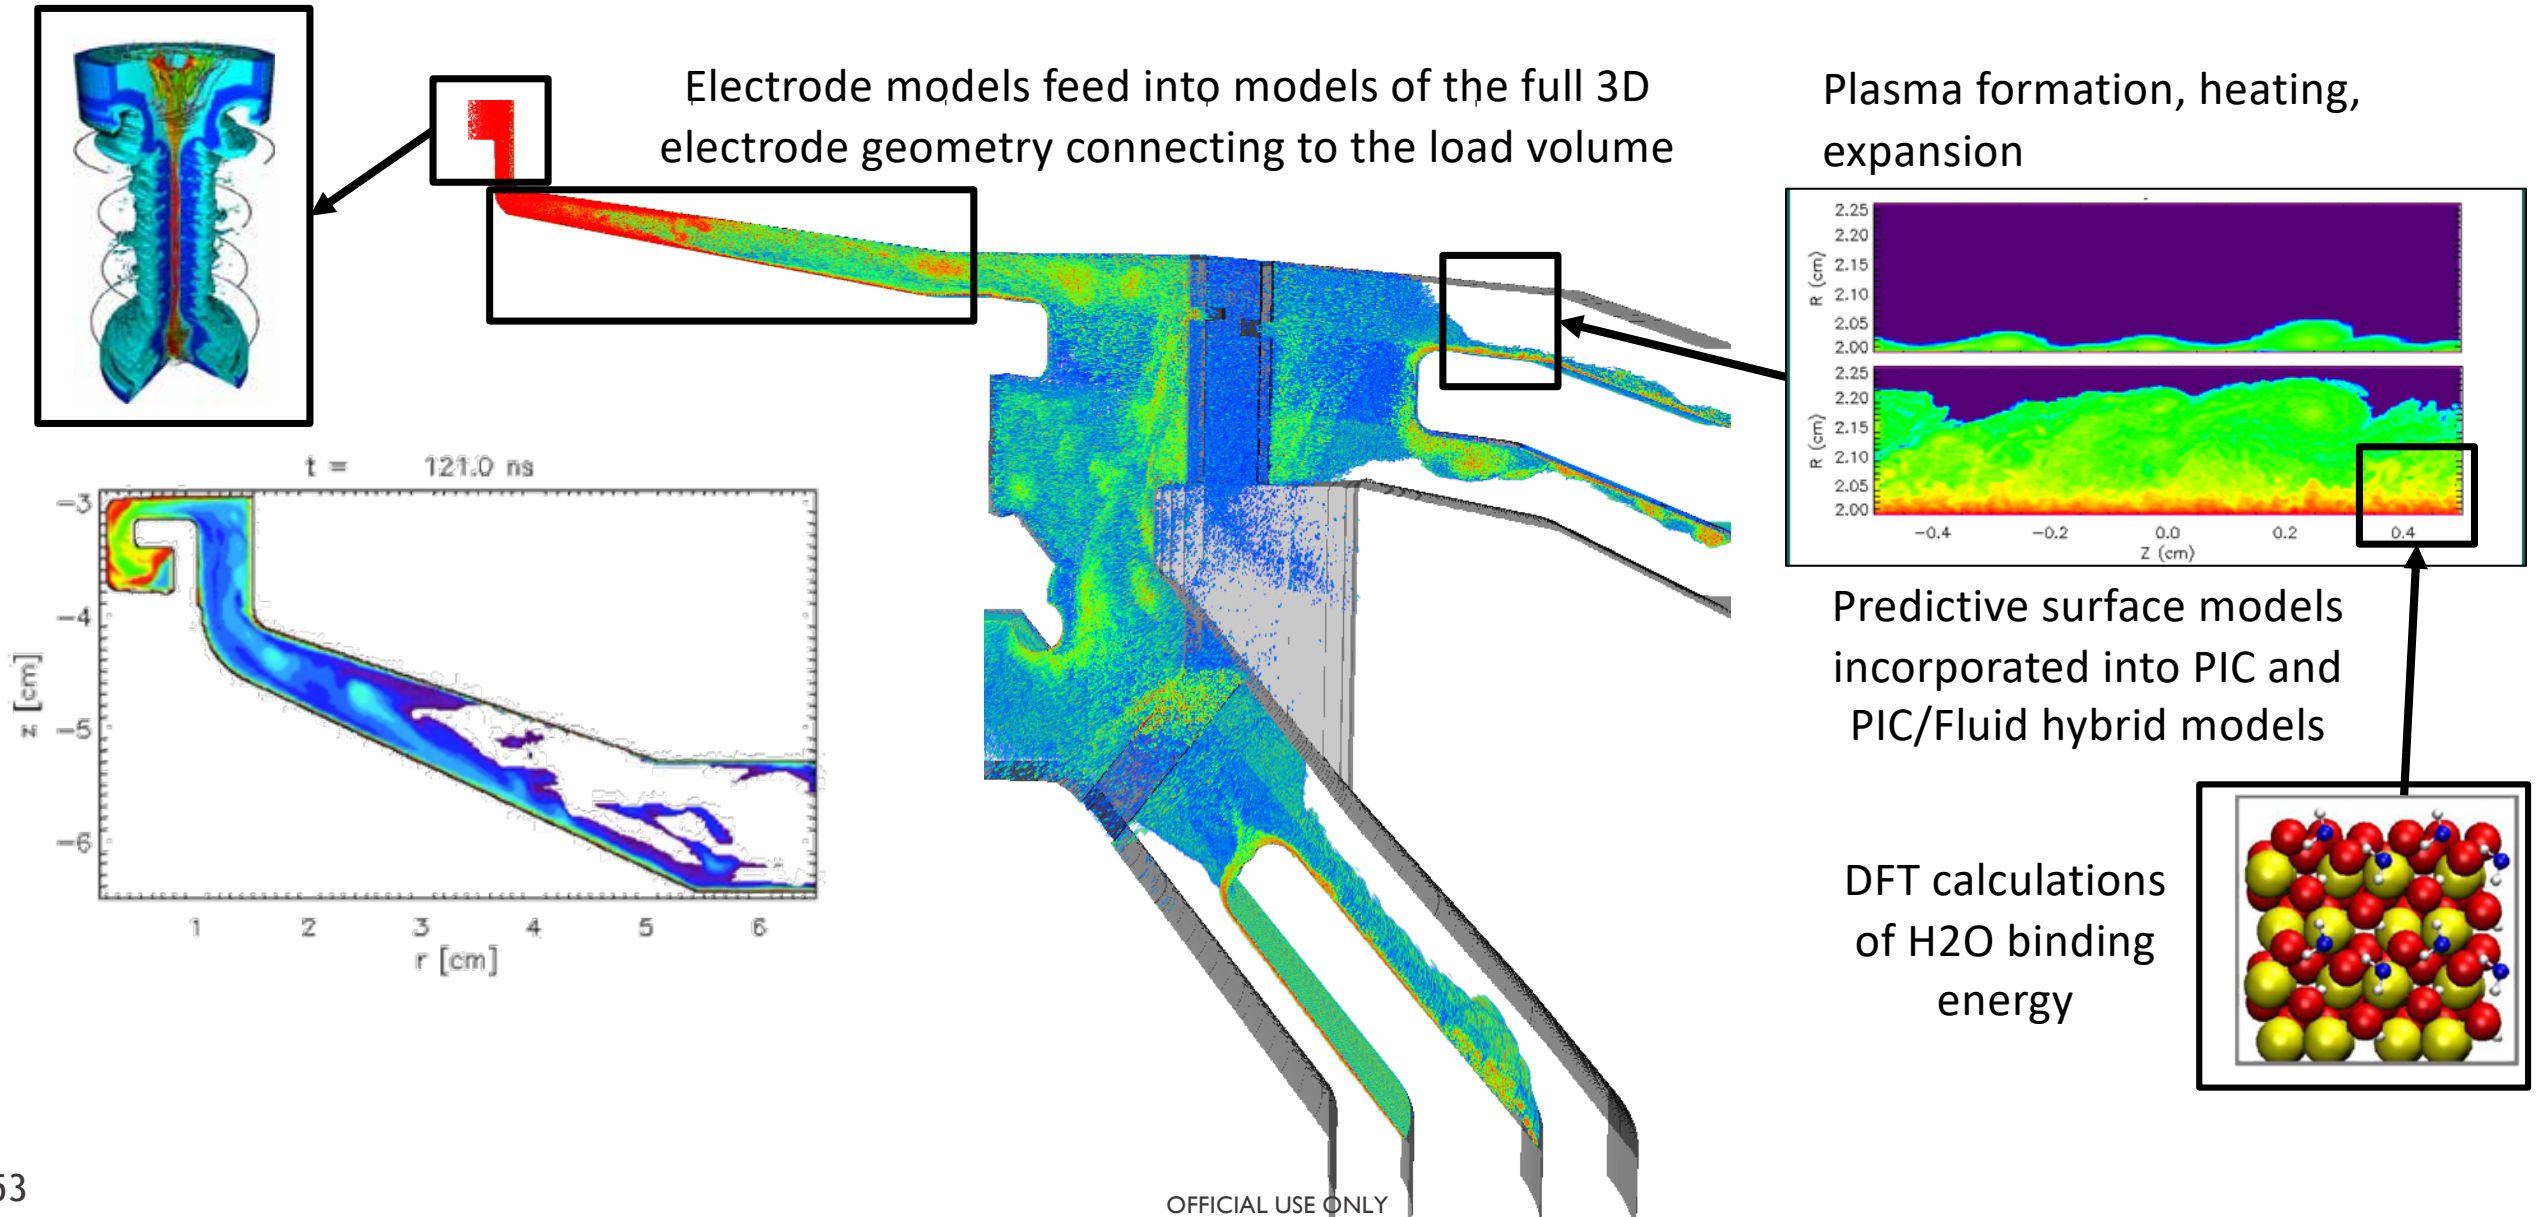 Electrode models feed into models of the full 3D
electrode geometry connecting to the load volume
Plasma formation, heating,
expansion
2.25
2.20
2.15
2.10
2.05
2.00
R (cm)
2.25
2.20
2.15
2.10
2.05
2.00
R (cm)
-0.4 -0.2 0.0 0.2 0.4
Z (cm)
t = 121.0 ns
-3
-4
-5
-6
z [cm]
1 2 3 4 5 6
r [cm]
Predictive surface models
incorporated into PIC and
PIC/Fluid hybrid models
DFT calculations
of H2O binding
energy
53
OFFICIAL USE ONLY